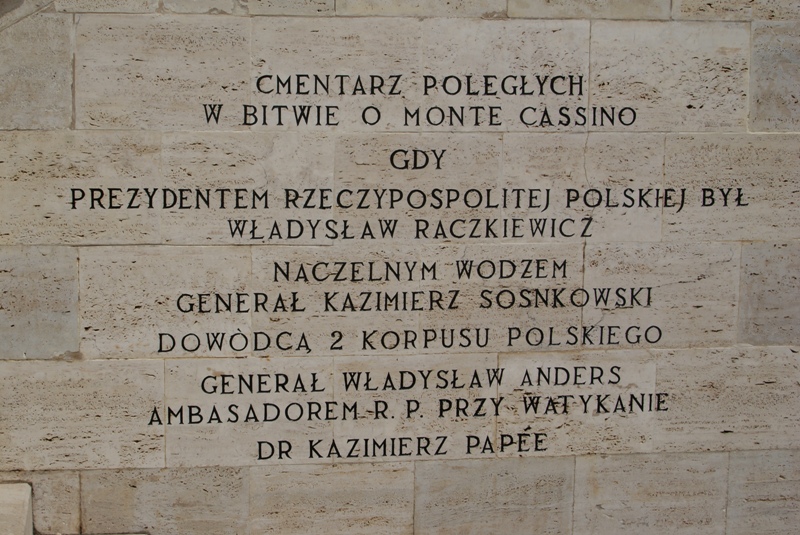 CMENTARZ POLEGŁYCH
W BITWIE O MONTE CASSINO
GDY
PREZYDENTEM RZECZYPOSPOLITEJ POLSKIEJ BYŁ
WŁADYSŁAW RACZKIEWICZ
NACZELNYM WODZEM
GENERAŁ KAZIMIERZ SOSNKOWSKI
DOWÒDCĄ 2 KORPUSU POLSKIEGO
GENERAŁ WŁADYSŁAW ANDERS
AMBASADOREM R. P. PRZY WATYKANIE
DR KAZIMIERZ PAPÉE